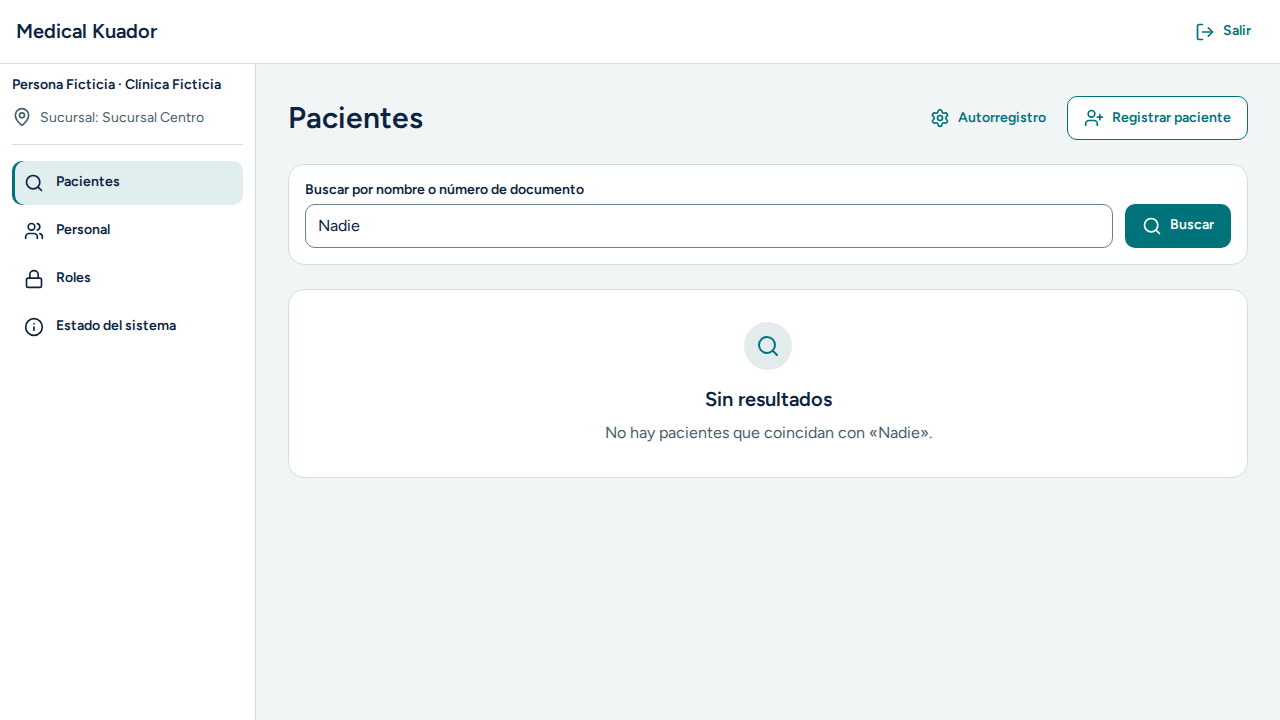 Medical Kuador
Salir
Persona Ficticia · Clínica Ficticia
Sucursal: Sucursal Centro
Pacientes
Personal
Roles
Estado del sistema
Pacientes
Autorregistro
Registrar paciente
Buscar por nombre o número de documento
Nadie
Buscar
Sin resultados
No hay pacientes que coincidan con «Nadie».